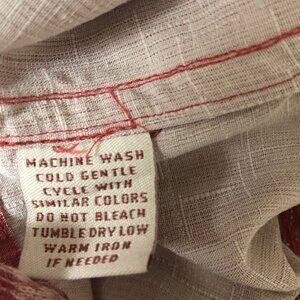 MACHINE WASH
COLD GENTLE
CYCLE WITH
SIMILAR COLORS
DO NOT BLEACH
TUMBLE DRY LOW
WARM IRON
IF NEEDED